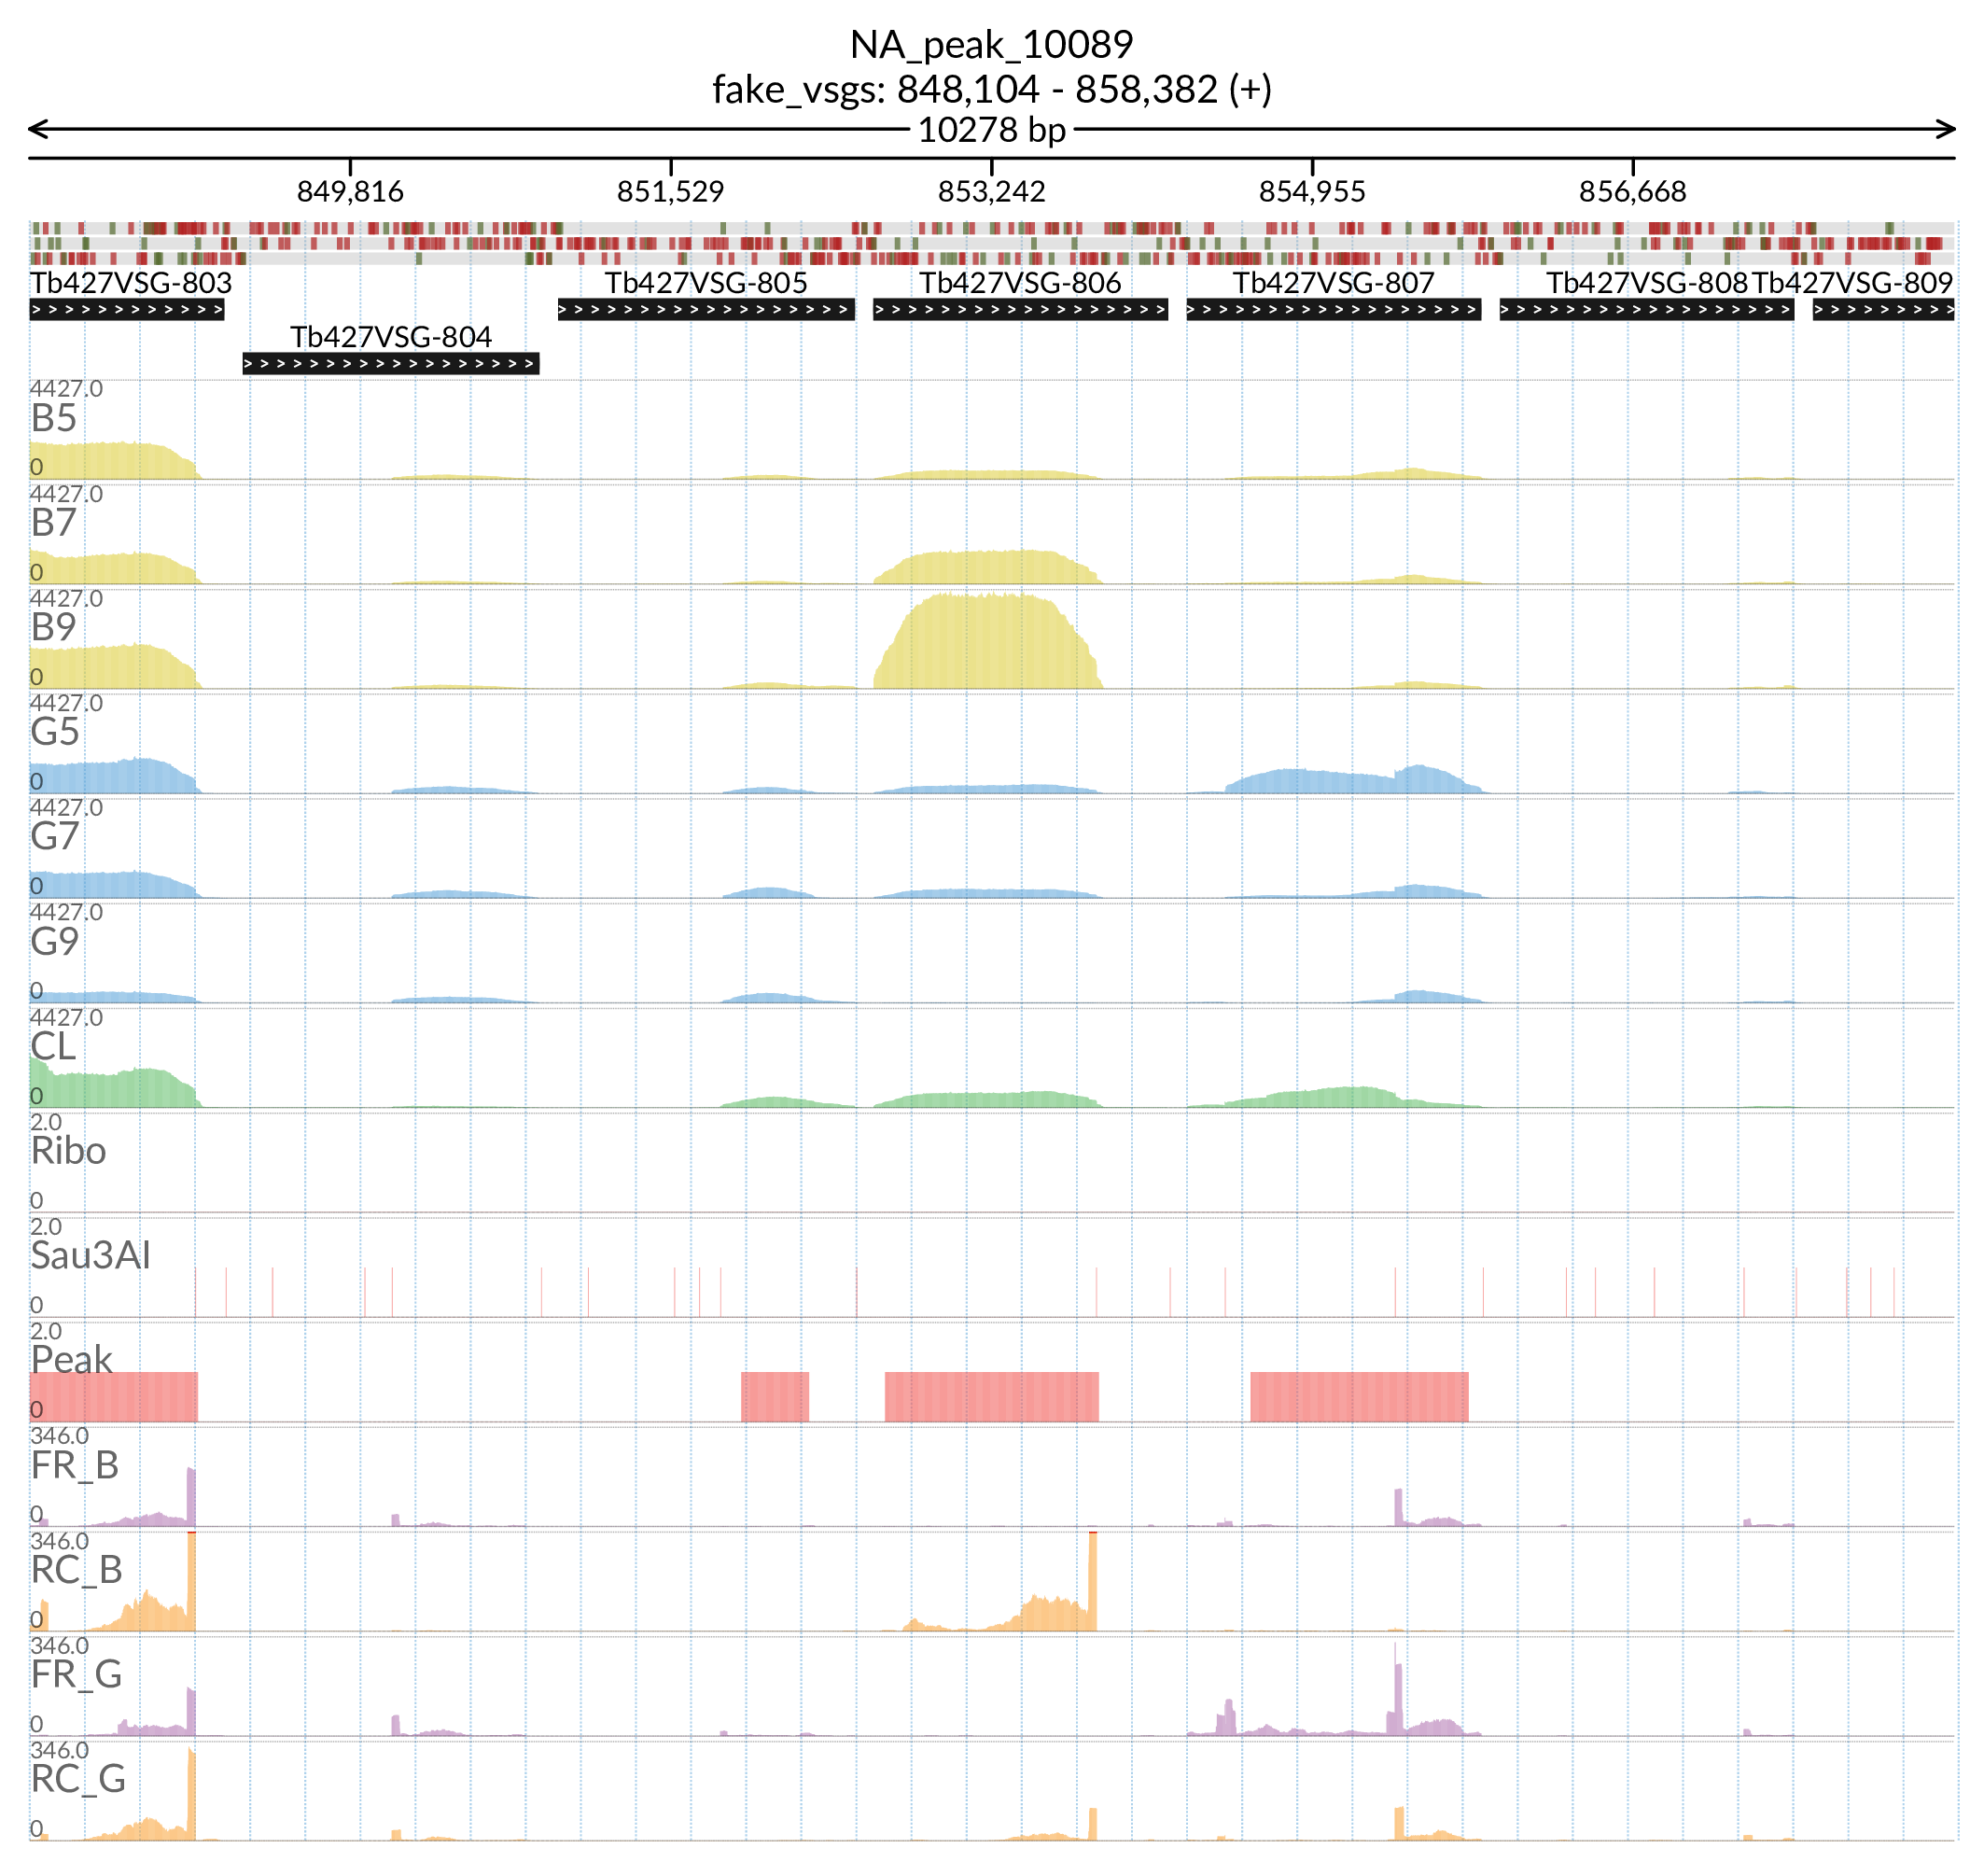 NA_peak_10089
fake_vsgs: 848,104 - 858,382 (+)
10278 bp
849,816 851,529 853,242 854,955 856,668
Tb427VSG-803 Tb427VSG-805 Tb427VSG-806 Tb427VSG-807 Tb427VSG-808 Tb427VSG-809
Tb427VSG-804
4427.0
B5
0
4427.0
B7
0
4427.0
B9
0
4427.0
G5
0
4427.0
G7
0
4427.0
G9
0
4427.0
CL
0
2.0
Ribo
0
2.0
Sau3AI
0
2.0
Peak
0
346.0
FR_B
0
346.0
RC_B
0
346.0
FR_G
0
346.0
RC_G
0